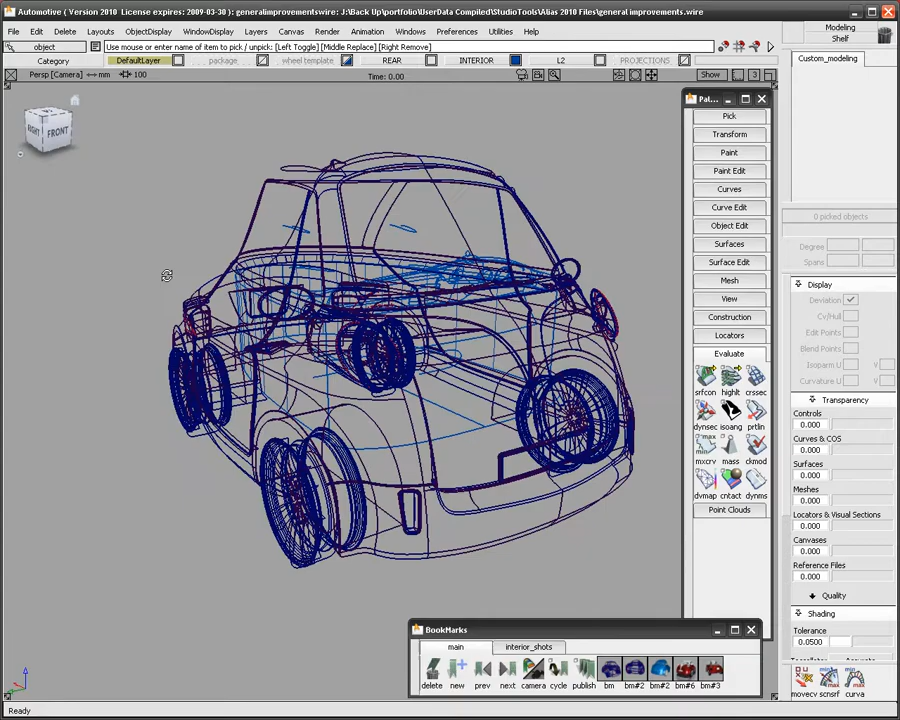 Automotive (Version 2010 License expires: 2009-03-30 ): generalimprovementswire: J:\Back Up\portfolio\UserData Compiled\StudioTools\Alias 2010 Files\general improvements.wire
File Edit Delete Layouts ObjectDisplay WindowDisplay Layers Canvas Render Animation Windows Preferences Utilities Help
object Use mouse or enter name of item to pick / unpick: [Left Toggle] [Middle Replace] [Right Remove]
Category DefaultLayer package wheel template REAR INTERIOR L2 PROJECTIONS
Persp [Camera] mm 100 Time: 0.00 Show 3
Modeling
Shelf
Custom_modeling
RIGHT FRONT
Pal...
Pick
Transform
Paint
Paint Edit
Curves
Curve Edit
Object Edit
Surfaces
Surface Edit
Mesh
View
Construction
Locators
Evaluate
srfcon highlt crssec
dynsec isoang prtlin
mxcrv mass ckmod
dvmap cntact dynms
Point Clouds
0 picked objects
Degree
Spans
Display
Deviation
Cv/Hull
Edit Points
Blend Points
Isoparm U V
Curvature U V
Transparency
Controls
0.000
Curves & COS
0.000
Surfaces
0.000
Meshes
0.000
Locators & Visual Sections
0.000
Canvases
0.000
Reference Files
0.000
Quality
Shading
Tolerance
0.0500
movecv scnsrf curva
BookMarks
main interior_shots
delete new prev next camera cycle publish bm bm#2 bm#2 bm#6 bm#3
Ready